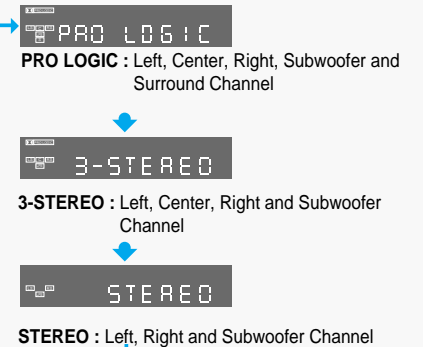 PRO LOGIC
PRO LOGIC : Left, Center, Right, Subwoofer and
Surround Channel
3-STEREO
3-STEREO : Left, Center, Right and Subwoofer
Channel
STEREO
STEREO : Left, Right and Subwoofer Channel